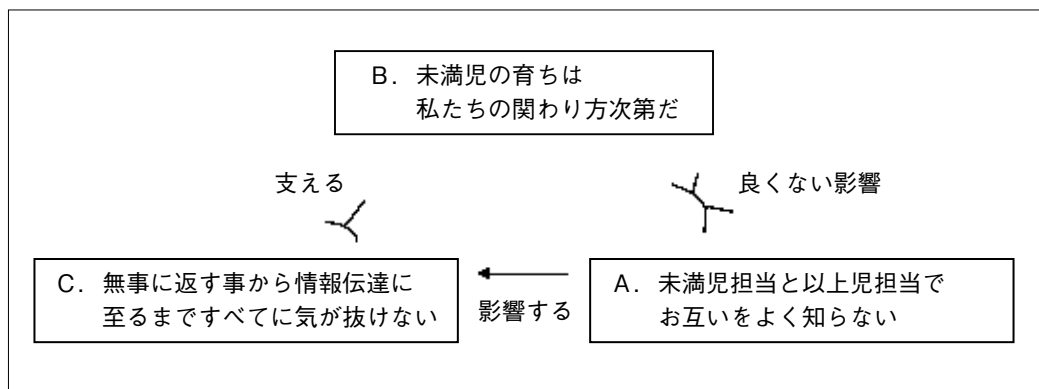 B．未満児の育ちは
私たちの関わり方次第だ
支える
良くない影響
C．無事に返す事から情報伝達に
至るまですべてに気が抜けない
影響する
A．未満児担当と以上児担当で
お互いをよく知らない